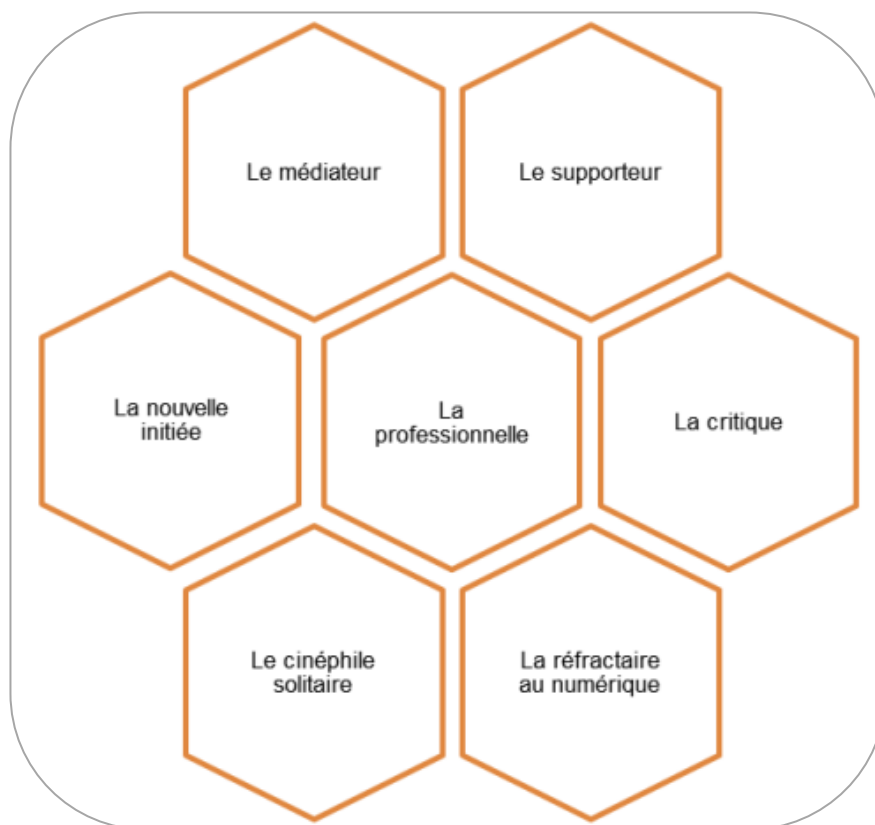 Le médiateur
Le supporteur
La nouvelle
initiée
La
professionnelle
La critique
Le cinéphile
solitaire
La réfractaire
au numérique